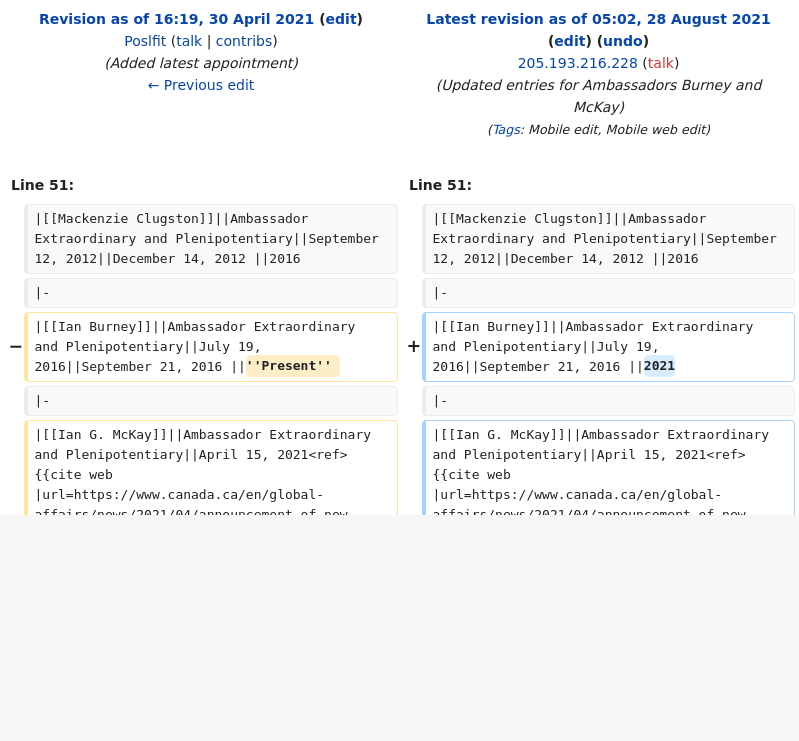 Revision as of 16:19, 30 April 2021 (edit)
Poslfit (talk | contribs)
(Added latest appointment)
← Previous edit
Latest revision as of 05:02, 28 August 2021
(edit) (undo)
205.193.216.228 (talk)
(Updated entries for Ambassadors Burney and
McKay)
(Tags: Mobile edit, Mobile web edit)
Line 51:
|[[Mackenzie Clugston]]||Ambassador
Extraordinary and Plenipotentiary||September
12, 2012||December 14, 2012 ||2016
|-
− |[[Ian Burney]]||Ambassador Extraordinary
and Plenipotentiary||July 19,
2016||September 21, 2016 ||''Present''
|-
|[[Ian G. McKay]]||Ambassador Extraordinary
and Plenipotentiary||April 15, 2021<ref>
{{cite web
|url=https://www.canada.ca/en/global-
affairs/news/2021/04/announcement-of-new-
Line 51:
|[[Mackenzie Clugston]]||Ambassador
Extraordinary and Plenipotentiary||September
12, 2012||December 14, 2012 ||2016
|-
+ |[[Ian Burney]]||Ambassador Extraordinary
and Plenipotentiary||July 19,
2016||September 21, 2016 ||2021
|-
|[[Ian G. McKay]]||Ambassador Extraordinary
and Plenipotentiary||April 15, 2021<ref>
{{cite web
|url=https://www.canada.ca/en/global-
affairs/news/2021/04/announcement-of-new-